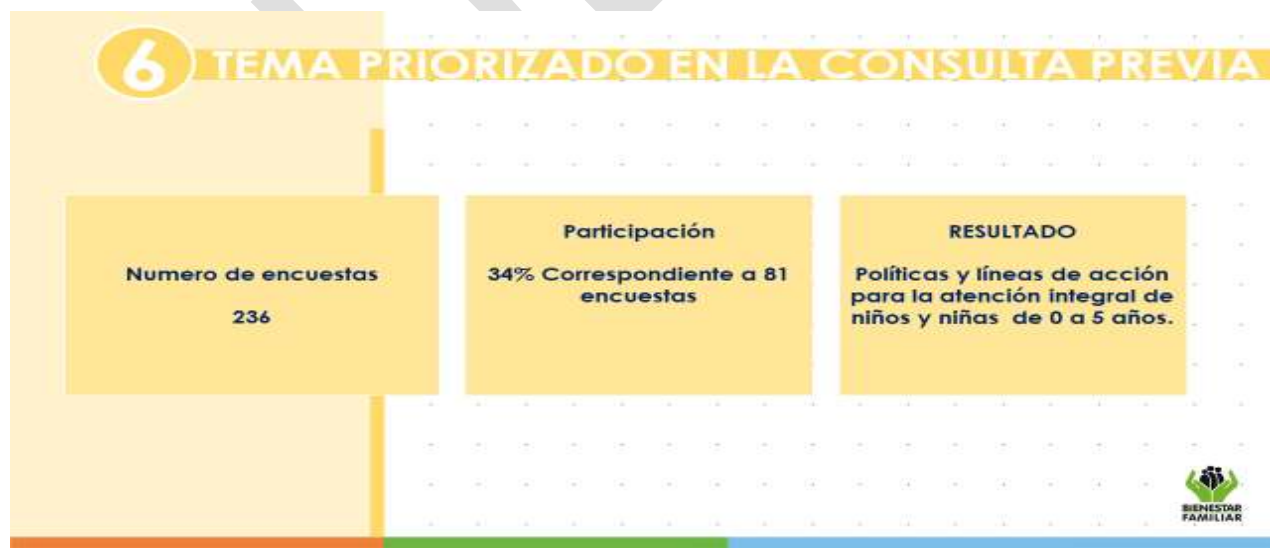 6 TEMA PRIORIZADO EN LA CONSULTA PREVIA
Numero de encuestas
236
Participación
34% Correspondiente a 81
encuestas
RESULTADO
Políticas y líneas de acción
para la atención integral de
niños y niñas de 0 a 5 años.
BIENESTAR
FAMILIAR